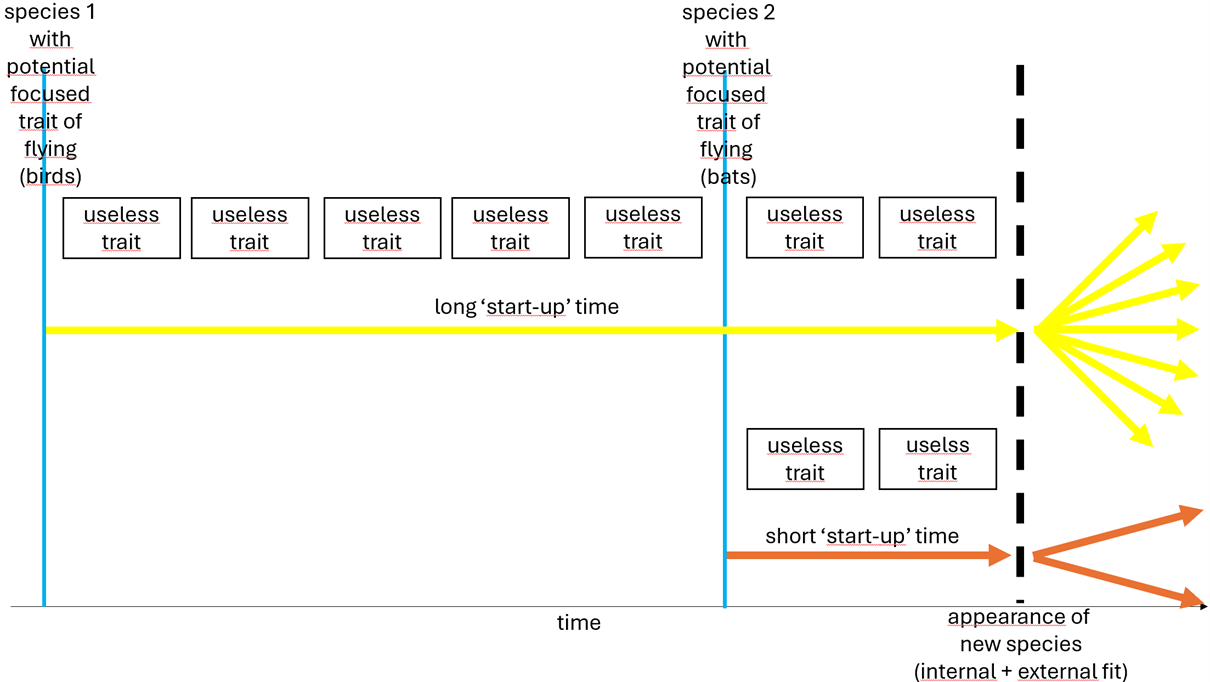 species 1
with
potential
focused
trait of
flying
(birds)
species 2
with
potential
focused
trait of
flying
(bats)
useless
trait
useless
trait
useless
trait
useless
trait
useless
trait
useless
trait
useless
trait
long ‘start-up’ time
useless
trait
uselss
trait
short ‘start-up’ time
time
appearance of
new species
(internal + external fit)